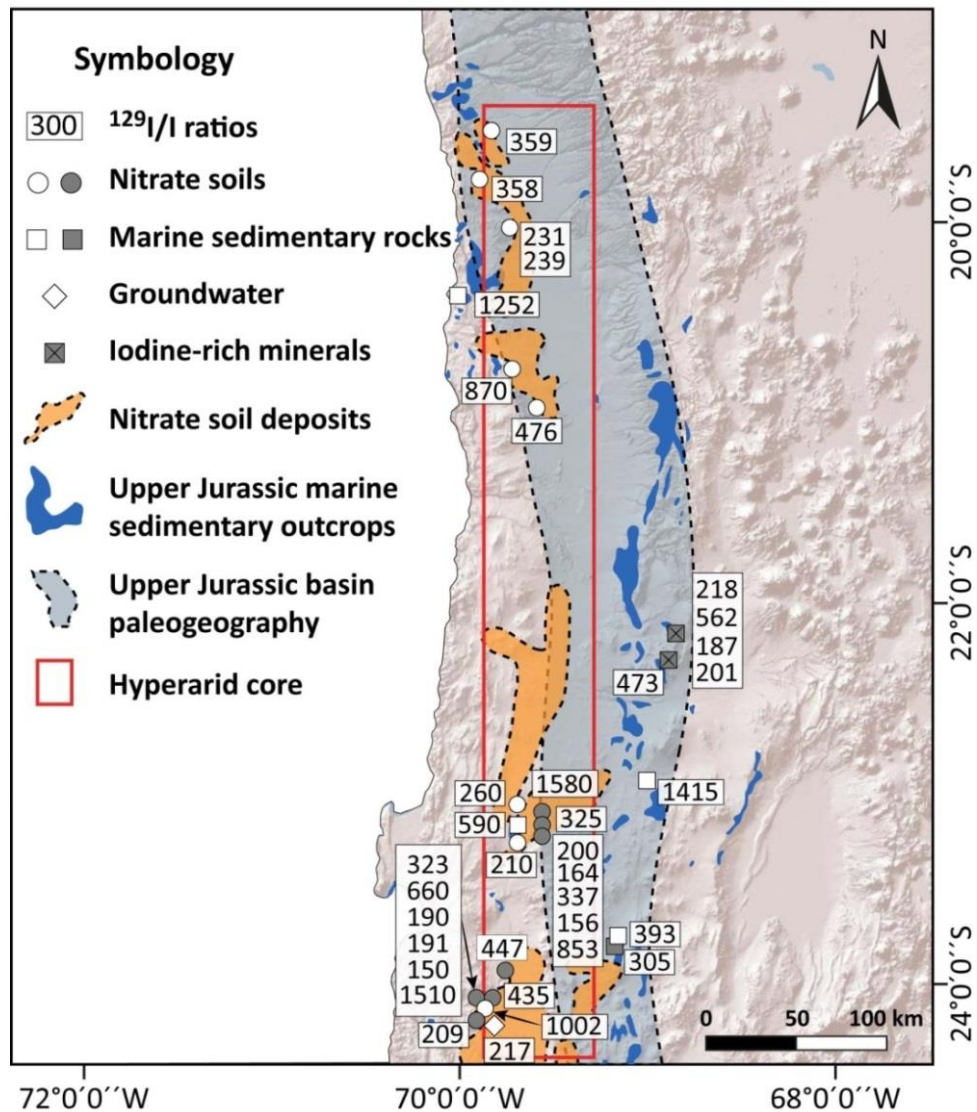 Symbology
300
¹²⁹I/I ratios
Nitrate soils
Marine sedimentary rocks
Groundwater
Iodine-rich minerals
Nitrate soil deposits
Upper Jurassic marine
sedimentary outcrops
Upper Jurassic basin
paleogeography
Hyperarid core
N
359
358
231
239
1252
870
476
20°0´0´´S
218
562
187
201
473
22°0´0´´S
260
1580
590
325
1415
210
200
164
337
156
853
323
660
190
191
150
1510
447
435
393
305
209
1002
217
24°0´0´´S
0 50 100 km
72°0´0´´W
70°0´0´´W
68°0´0´´W